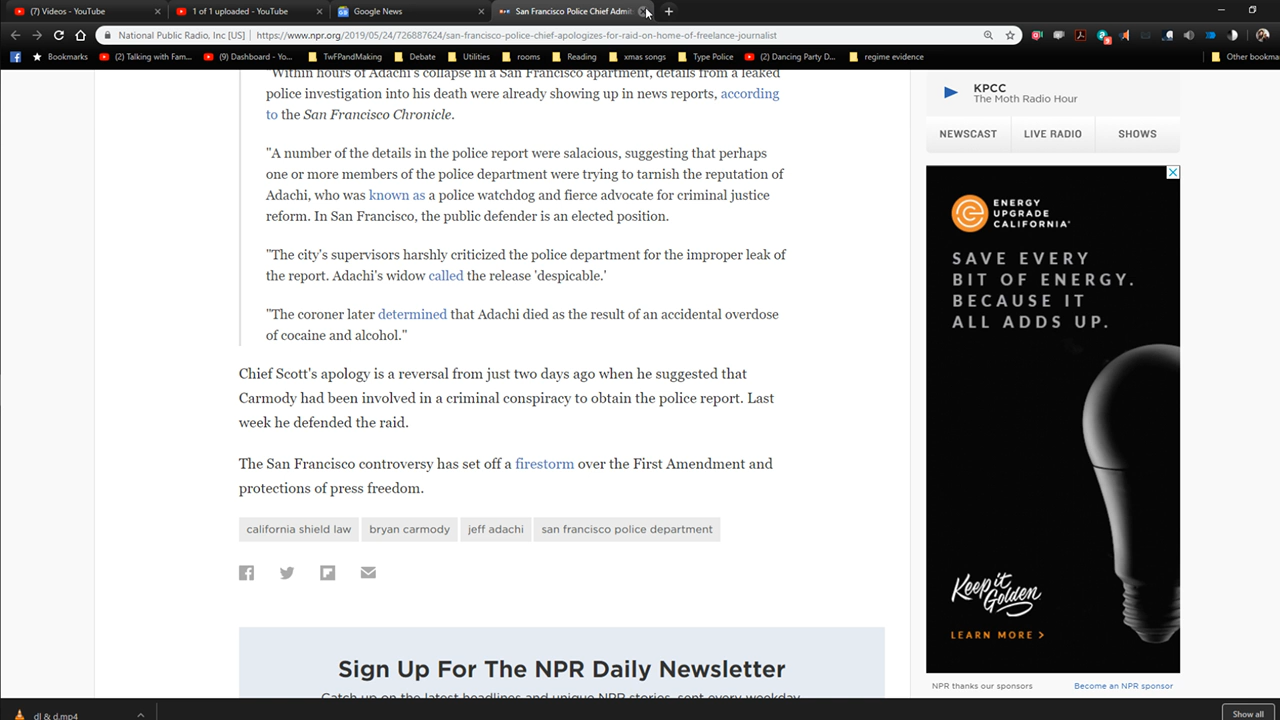 (7) Videos - YouTube
1 of 1 uploaded - YouTube
Google News
San Francisco Police Chief Admit
National Public Radio, Inc [US]
https://www.npr.org/2019/05/24/726887624/san-francisco-police-chief-apologizes-for-raid-on-home-of-freelance-journalist
Bookmarks
(2) Talking with Fam...
(9) Dashboard - Yo...
TwFPandMaking
Debate
Utilities
rooms
Reading
xmas songs
Type Police
(2) Dancing Party D...
regime evidence
Other bookma
"Within hours of Adachi's collapse in a San Francisco apartment, details from a leaked
police investigation into his death were already showing up in news reports, according
to the San Francisco Chronicle.
"A number of the details in the police report were salacious, suggesting that perhaps
one or more members of the police department were trying to tarnish the reputation of
Adachi, who was known as a police watchdog and fierce advocate for criminal justice
reform. In San Francisco, the public defender is an elected position.
"The city's supervisors harshly criticized the police department for the improper leak of
the report. Adachi's widow called the release 'despicable.'
"The coroner later determined that Adachi died as the result of an accidental overdose
of cocaine and alcohol."
Chief Scott's apology is a reversal from just two days ago when he suggested that
Carmody had been involved in a criminal conspiracy to obtain the police report. Last
week he defended the raid.
The San Francisco controversy has set off a firestorm over the First Amendment and
protections of press freedom.
california shield law
bryan carmody
jeff adachi
san francisco police department
Sign Up For The NPR Daily Newsletter
Catch up on the latest headlines and unique NPR stories, sent every weekday.
KPCC
The Moth Radio Hour
NEWSCAST
LIVE RADIO
SHOWS
ENERGY
UPGRADE
CALIFORNIA
SAVE EVERY
BIT OF ENERGY.
BECAUSE IT
ALL ADDS UP.
Keep it
Golden
LEARN MORE >
NPR thanks our sponsors
Become an NPR sponsor
dl & d.mp4
Show all